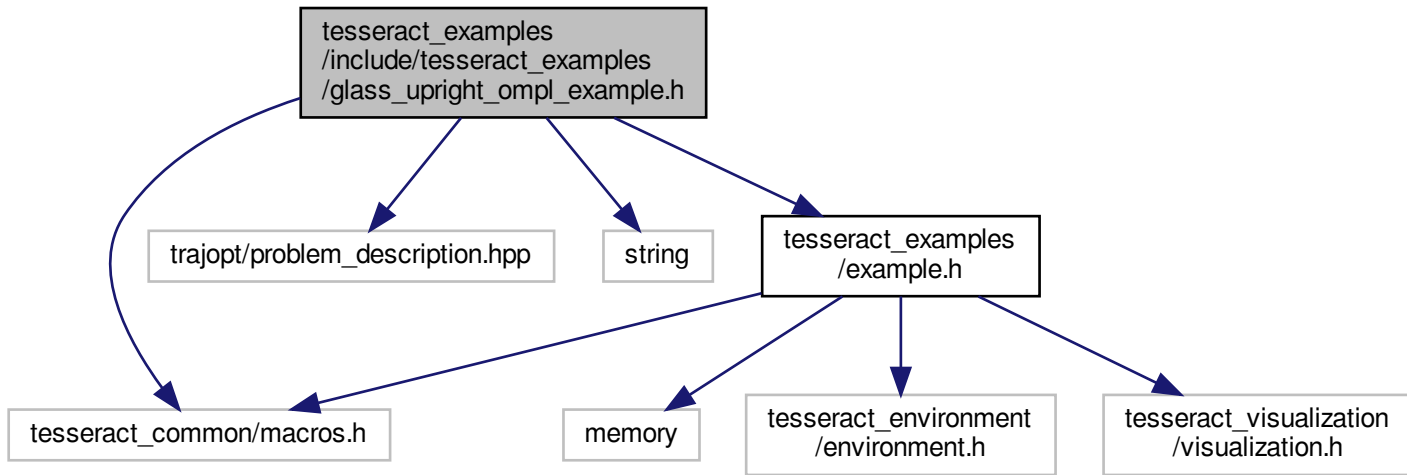 tesseract_examples
/include/tesseract_examples
/glass_upright_ompl_example.h
trajopt/problem_description.hpp
string
tesseract_examples
/example.h
tesseract_common/macros.h
memory
tesseract_environment
/environment.h
tesseract_visualization
/visualization.h